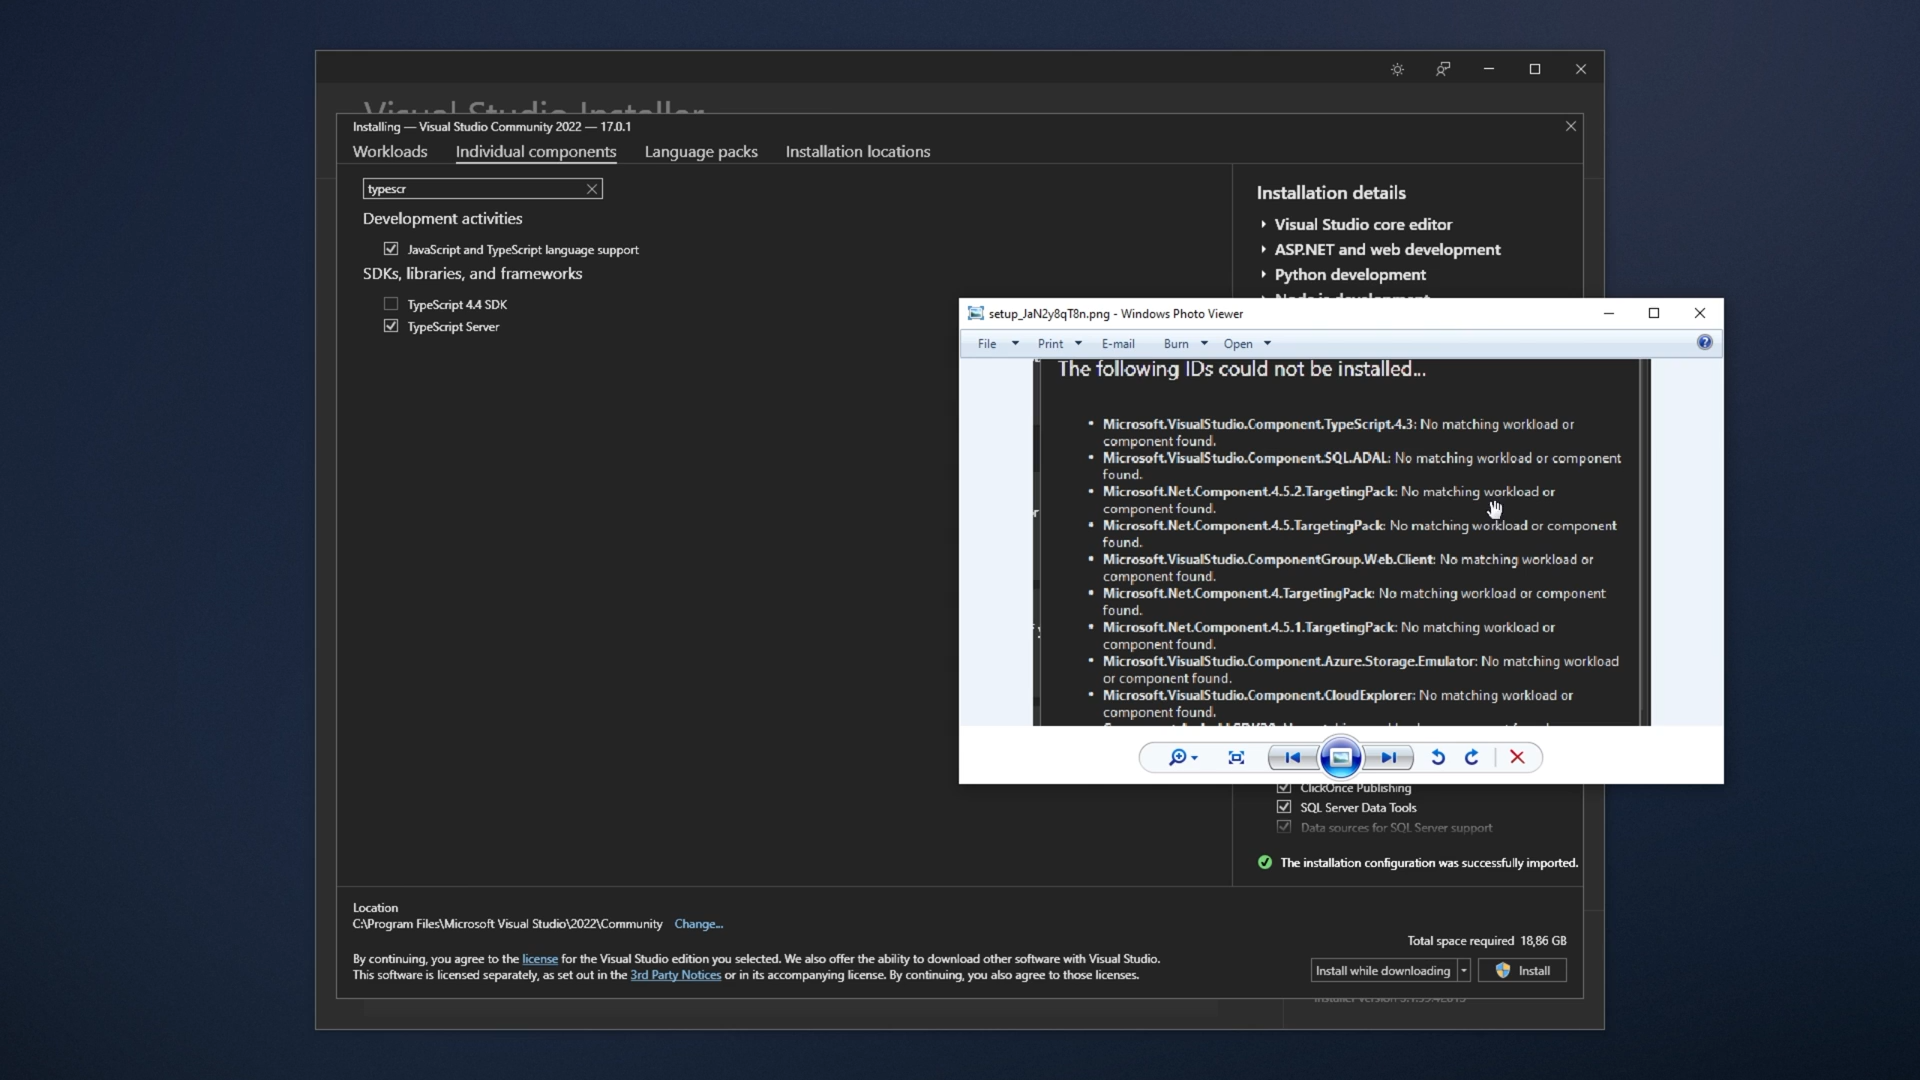 Visual Studio Installer
Installing — Visual Studio Community 2022 — 17.0.1
Workloads Individual components Language packs Installation locations
typescr
Development activities
JavaScript and TypeScript language support
SDKs, libraries, and frameworks
TypeScript 4.4 SDK
TypeScript Server
Installation details
Visual Studio core editor
ASP.NET and web development
Python development
Node.js development
setup_JaN2y8qT8n.png - Windows Photo Viewer
File Print E-mail Burn Open
The following IDs could not be installed...
• Microsoft.VisualStudio.Component.TypeScript.4.3: No matching workload or
component found.
• Microsoft.VisualStudio.Component.SQL.ADAL: No matching workload or component
found.
• Microsoft.Net.Component.4.5.2.TargetingPack: No matching workload or
component found.
• Microsoft.Net.Component.4.5.TargetingPack: No matching workload or component
found.
• Microsoft.VisualStudio.ComponentGroup.Web.Client: No matching workload or
component found.
• Microsoft.Net.Component.4.TargetingPack: No matching workload or component
found.
• Microsoft.Net.Component.4.5.1.TargetingPack: No matching workload or
component found.
• Microsoft.VisualStudio.Component.Azure.Storage.Emulator: No matching workload
or component found.
• Microsoft.VisualStudio.Component.CloudExplorer: No matching workload or
component found.
ClickOnce Publishing
SQL Server Data Tools
Data sources for SQL Server support
The installation configuration was successfully imported.
Location
C:\Program Files\Microsoft Visual Studio\2022\Community Change...
Total space required 18,86 GB
By continuing, you agree to the license for the Visual Studio edition you selected. We also offer the ability to download other software with Visual Studio.
This software is licensed separately, as set out in the 3rd Party Notices or in its accompanying license. By continuing, you also agree to those licenses.
Install while downloading Install